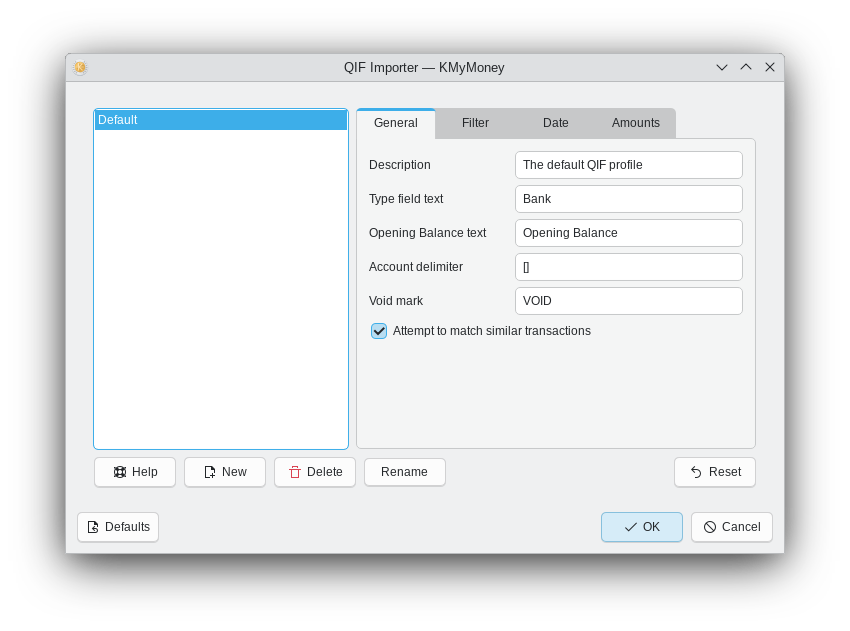 QIF Importer — KMyMoney
Default
General Filter Date Amounts
Description The default QIF profile
Type field text Bank
Opening Balance text Opening Balance
Account delimiter []
Void mark VOID
Attempt to match similar transactions
Help New Delete Rename Reset
Defaults OK Cancel